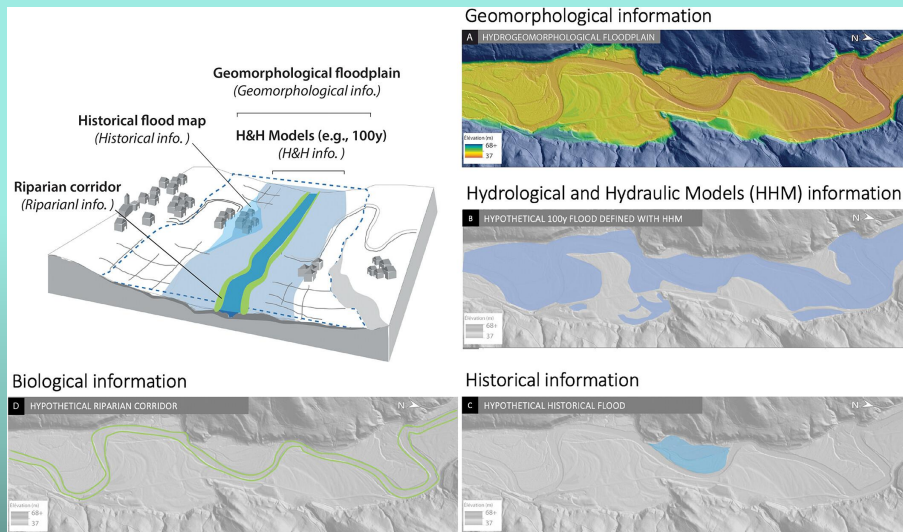 Geomorphological floodplain
(Geomorphological info.)
Historical flood map
(Historical info. )
H&H Models (e.g., 100y)
(H&H info. )
Riparian corridor
(Riparianl info. )
Geomorphological information
A HYDROGEOMORPHOLOGICAL FLOODPLAIN
N
Elevation (m)
68+
37
Hydrological and Hydraulic Models (HHM) information
B HYPOTHETICAL 100y FLOOD DEFINED WITH HHM
N
Elevation (m)
68+
37
Biological information
D HYPOTHETICAL RIPARIAN CORRIDOR
N
Elevation (m)
68+
37
Historical information
C HYPOTHETICAL HISTORICAL FLOOD
N
Elevation (m)
68+
37